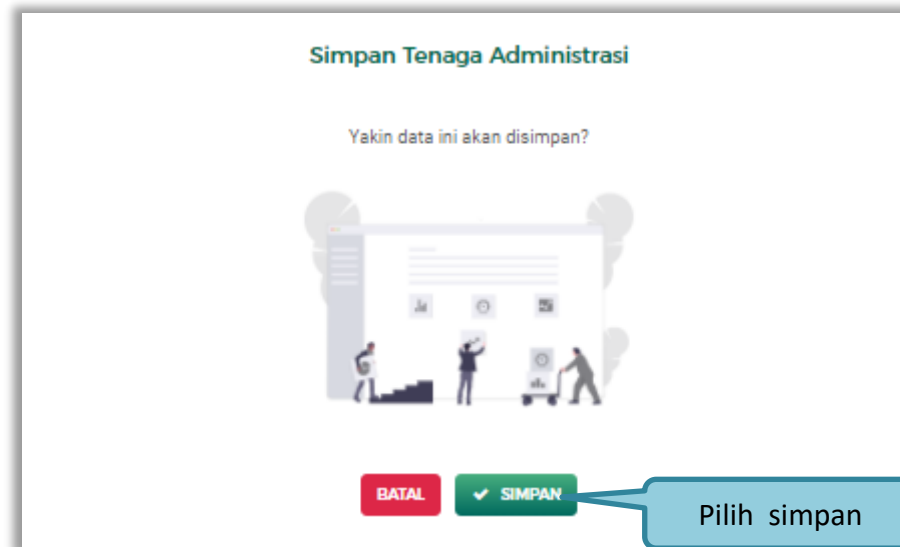 Simpan Tenaga Administrasi
Yakin data ini akan disimpan?
BATAL
SIMPAN
Pilih simpan